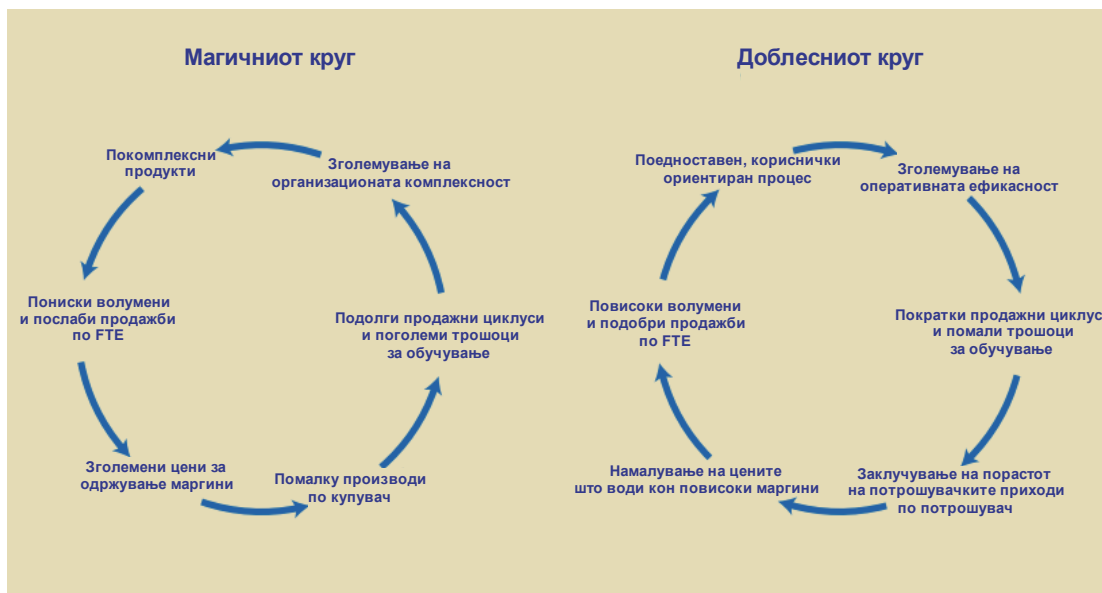 Магичниот круг
Покомплексни
продукти
Зголемување на
организационата комплексност
Пониски волумени
и послаби продажби
по FTE
Подолги продажни циклуси
и поголеми трошоци
за обучување
Зголемени цени за
одржување маргини
Помалку производи
по купувач
Доблесниот круг
Поедноставен, кориснички
ориентиран процес
Зголемување на
оперативната ефикасност
Повисоки волумени
и подобри продажби
по FTE
Пократки продажни циклус
и помали трошоци
за обучување
Намалување на цените
што води кон повисоки маргини
Заклучување на порастот
на потрошувачките приходи
по потрошувач